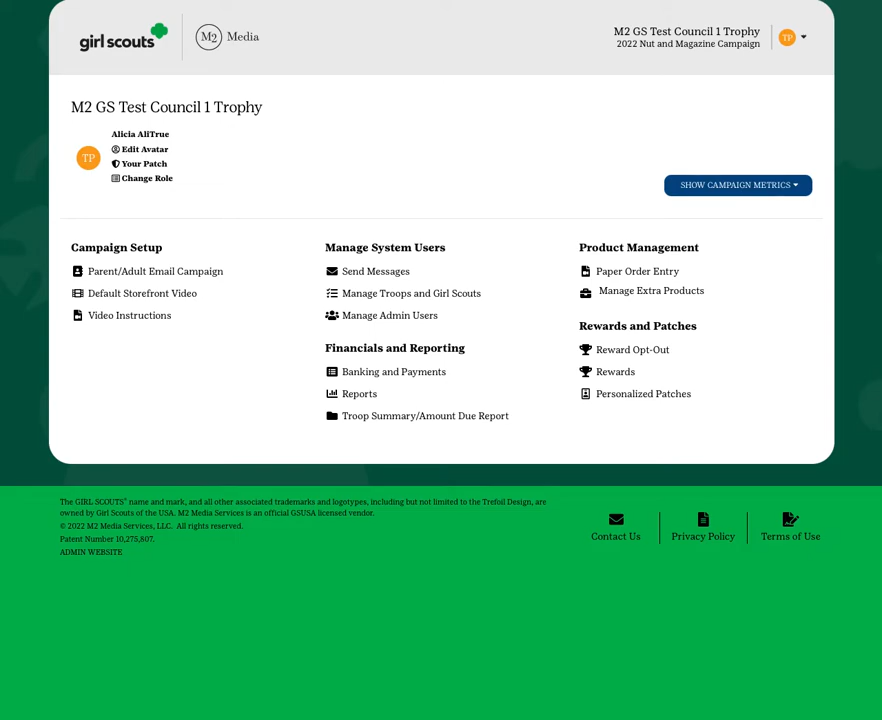 girl scouts
M2 Media
M2 GS Test Council 1 Trophy
2022 Nut and Magazine Campaign
TP
M2 GS Test Council 1 Trophy
TP
Alicia AliTrue
Edit Avatar
Your Patch
Change Role
SHOW CAMPAIGN METRICS
Campaign Setup
Parent/Adult Email Campaign
Default Storefront Video
Video Instructions
Manage System Users
Send Messages
Manage Troops and Girl Scouts
Manage Admin Users
Financials and Reporting
Banking and Payments
Reports
Troop Summary/Amount Due Report
Product Management
Paper Order Entry
Manage Extra Products
Rewards and Patches
Reward Opt-Out
Rewards
Personalized Patches
The GIRL SCOUTS® name and mark, and all other associated trademarks and logotypes, including but not limited to the Trefoil Design, are
owned by Girl Scouts of the USA. M2 Media Services is an official GSUSA licensed vendor.
© 2022 M2 Media Services, LLC. All rights reserved.
Patent Number 10,275,807.
ADMIN WEBSITE
Contact Us
Privacy Policy
Terms of Use